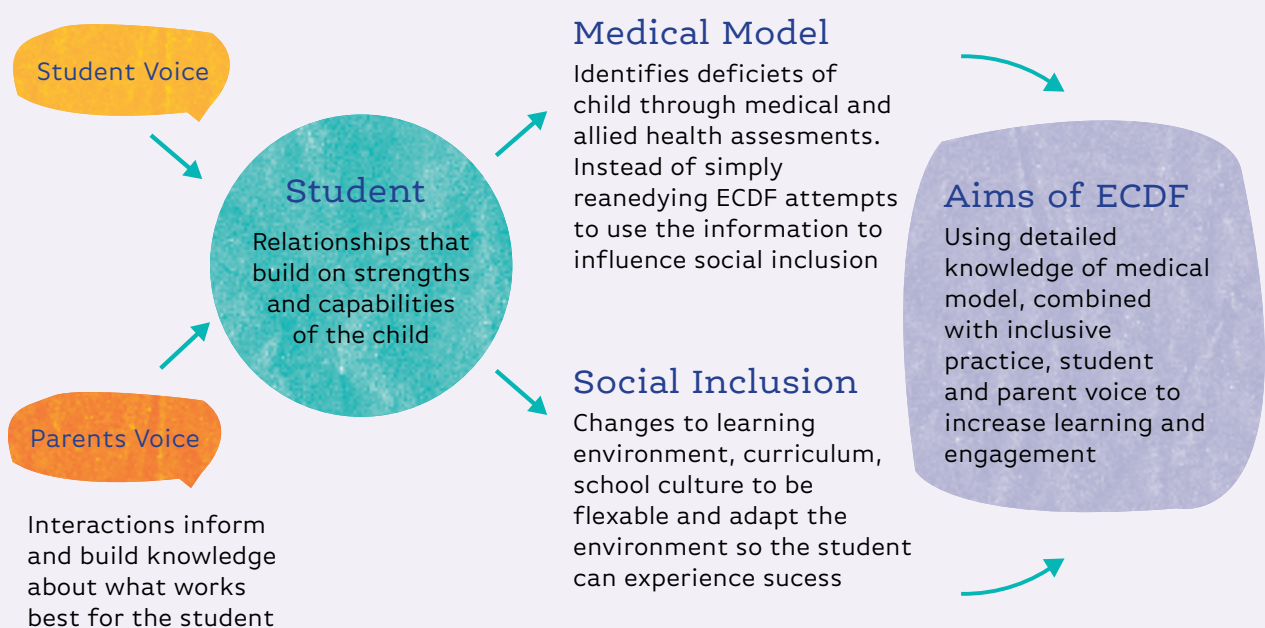 Student Voice
Student
Relationships that
build on strengths
and capabilities
of the child
Parents Voice
Interactions inform
and build knowledge
about what works
best for the student
Medical Model
Identifies deficiets of
child through medical and
allied health assesments.
Instead of simply
reanedying ECDF attempts
to use the information to
influence social inclusion
Social Inclusion
Changes to learning
environment, curriculum,
school culture to be
flexable and adapt the
environment so the student
can experience sucess
Aims of ECDF
Using detailed
knowledge of medical
model, combined
with inclusive
practice, student
and parent voice to
increase learning and
engagement